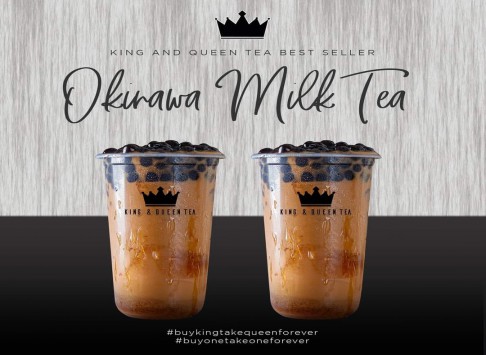 KING AND QUEEN TEA BEST SELLER
Okinawa Milk Tea
KING & QUEEN TEA
KING & QUEEN TEA
#buykingtakequeenforever
#buyonetakeoneforever